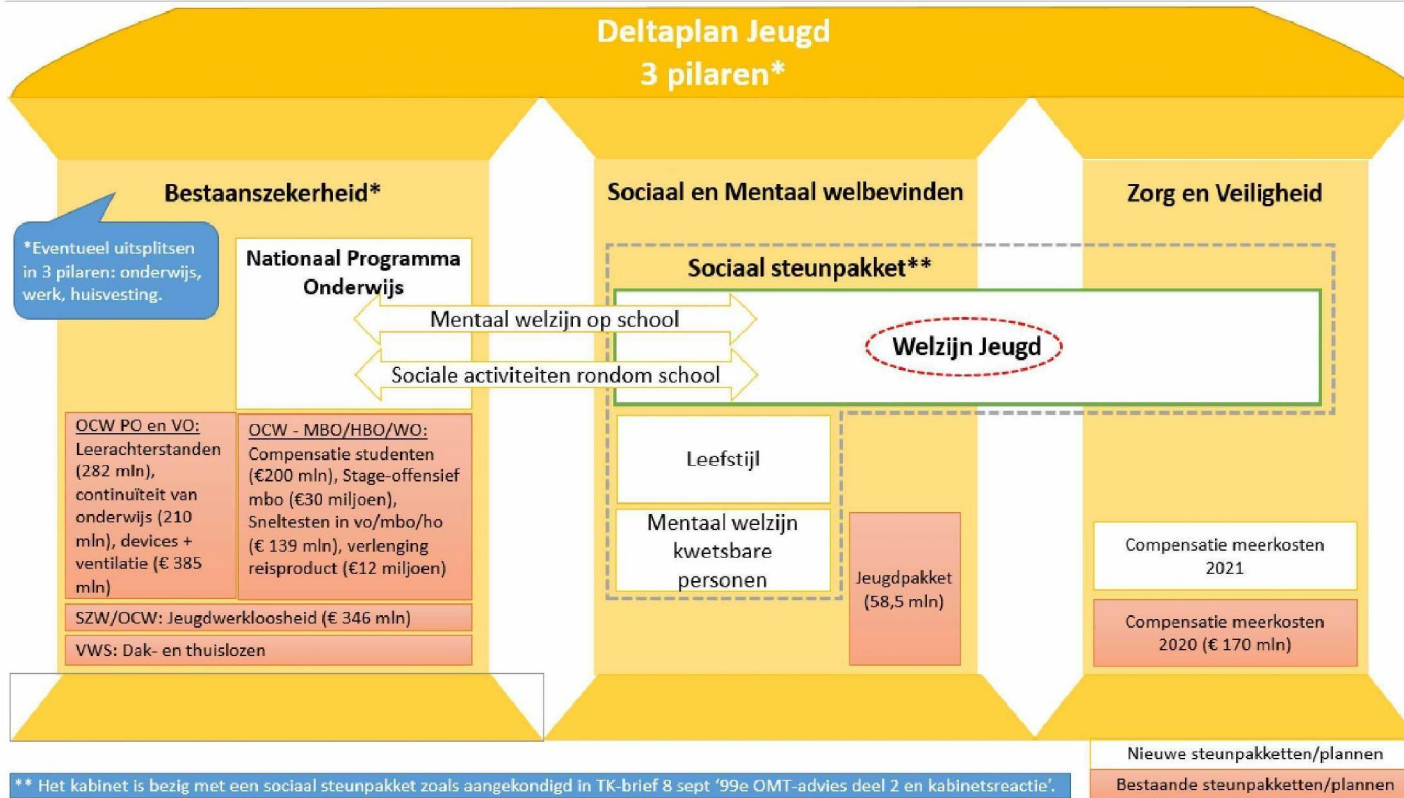 Deltaplan Jeugd
3 pilaren*
Bestaanszekerheid*
*Eventueel uitsplitsen
in 3 pilaren: onderwijs,
werk, huisvesting.
Nationaal Programma
Onderwijs
Mentaal welzijn op school
Sociale activiteiten rondom school
OCW PO en VO:
Leerachterstanden
(282 mln),
continuïteit van
onderwijs (210
mln), devices +
ventilatie (€ 385
mln)
OCW - MBO/HBO/WO:
Compensatie studenten
(€200 mln), Stage-offensief
mbo (€30 miljoen),
Sneltesten in vo/mbo/ho
(€ 139 mln), verlenging
reisproduct (€12 miljoen)
SZW/OCW: Jeugdwerkloosheid (€ 346 mln)
VWS: Dak- en thuislozen
Sociaal en Mentaal welbevinden
Sociaal steunpakket**
Welzijn Jeugd
Leefstijl
Mentaal welzijn
kwetsbare
personen
Jeugdpakket
(58,5 mln)
Zorg en Veiligheid
Compensatie meerkosten
2021
Compensatie meerkosten
2020 (€ 170 mln)
Nieuwe steunpakketten/plannen
Bestaande steunpakketten/plannen
** Het kabinet is bezig met een sociaal steunpakket zoals aangekondigd in TK-brief 8 sept '99e OMT-advies deel 2 en kabinetsreactie'.